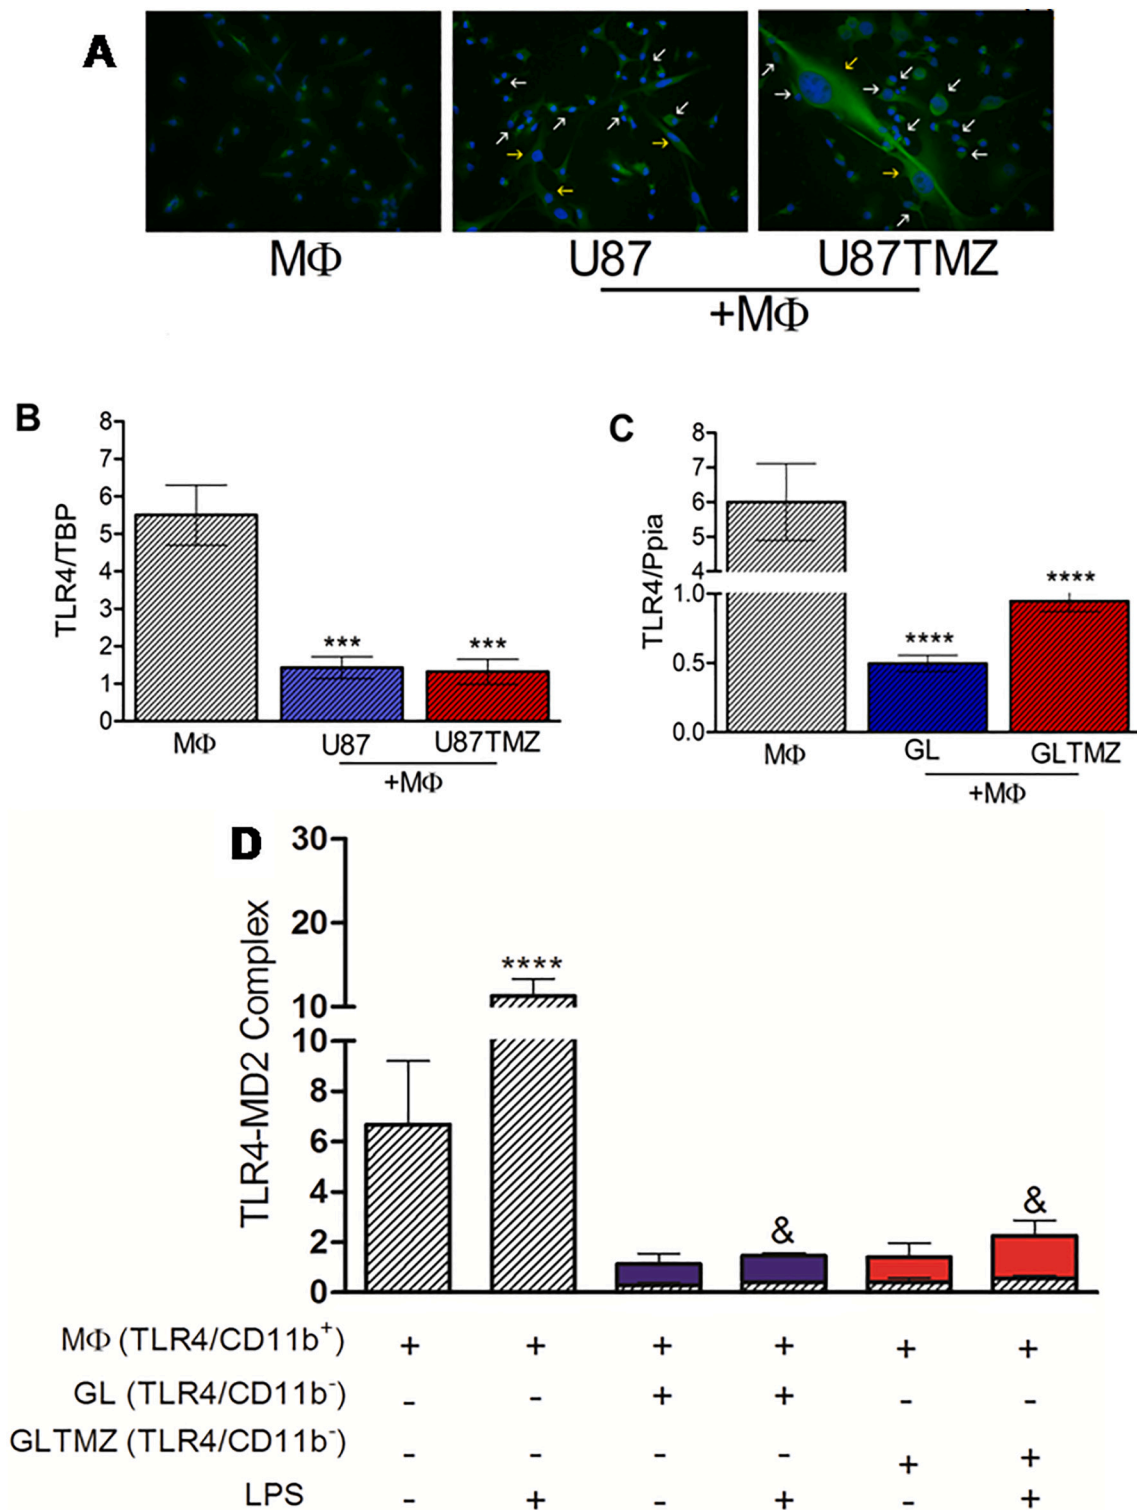 A
MΦ
U87
U87TMZ
+MΦ
B
TLR4/TBP
8
7
6
5
4
3
2
1
0
***
***
MΦ
U87
U87TMZ
+MΦ
C
TLR4/Ppia
8
7
6
5
4
1.0
0.5
0.0
****
****
MΦ
GL
GLTMZ
+MΦ
D
TLR4-MD2 Complex
30
20
10
10
8
6
4
2
0
****
&
&
MΦ (TLR4/CD11b⁺) + + + + + +
GL (TLR4/CD11b⁻) - - + + - -
GLTMZ (TLR4/CD11b⁻) - - - - + +
LPS - + - + - +